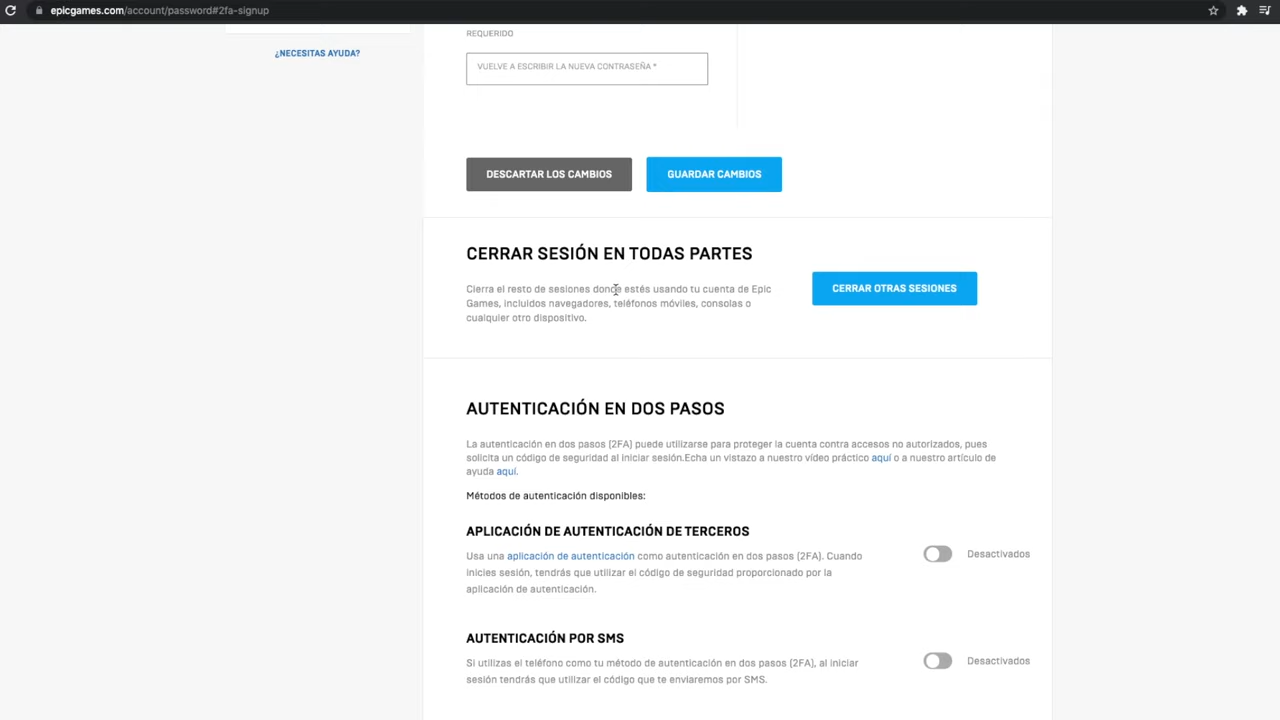 epicgames.com/account/password#2fa-signup
¿NECESITAS AYUDA?
REQUERIDO
VUELVE A ESCRIBIR LA NUEVA CONTRASEÑA *
DESCARTAR LOS CAMBIOS
GUARDAR CAMBIOS
CERRAR SESIÓN EN TODAS PARTES
Cierra el resto de sesiones donde estés usando tu cuenta de Epic
Games, incluidos navegadores, teléfonos móviles, consolas o
cualquier otro dispositivo.
CERRAR OTRAS SESIONES
AUTENTICACIÓN EN DOS PASOS
La autenticación en dos pasos (2FA) puede utilizarse para proteger la cuenta contra accesos no autorizados, pues
solicita un código de seguridad al iniciar sesión.Echa un vistazo a nuestro vídeo práctico aquí o a nuestro artículo de
ayuda aquí.
Métodos de autenticación disponibles:
APLICACIÓN DE AUTENTICACIÓN DE TERCEROS
Usa una aplicación de autenticación como autenticación en dos pasos (2FA). Cuando
inicies sesión, tendrás que utilizar el código de seguridad proporcionado por la
aplicación de autenticación.
Desactivados
AUTENTICACIÓN POR SMS
Si utilizas el teléfono como tu método de autenticación en dos pasos (2FA), al iniciar
sesión tendrás que utilizar el código que te enviaremos por SMS.
Desactivados